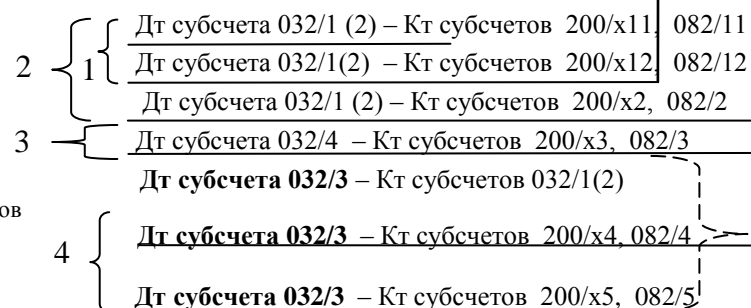 Дт субсчета 032/1 (2) – Кт субсчетов 200/х11, 082/11
2 1 Дт субсчета 032/1(2) – Кт субсчетов 200/х12, 082/12
Дт субсчета 032/1 (2) – Кт субсчетов 200/х2, 082/2
3 Дт субсчета 032/4 – Кт субсчетов 200/х3, 082/3
Дт субсчета 032/3 – Кт субсчетов 032/1(2)
ов
Дт субсчета 032/3 – Кт субсчетов 200/х4, 082/4
4
Дт субсчета 032/3 – Кт субсчетов 200/х5, 082/5